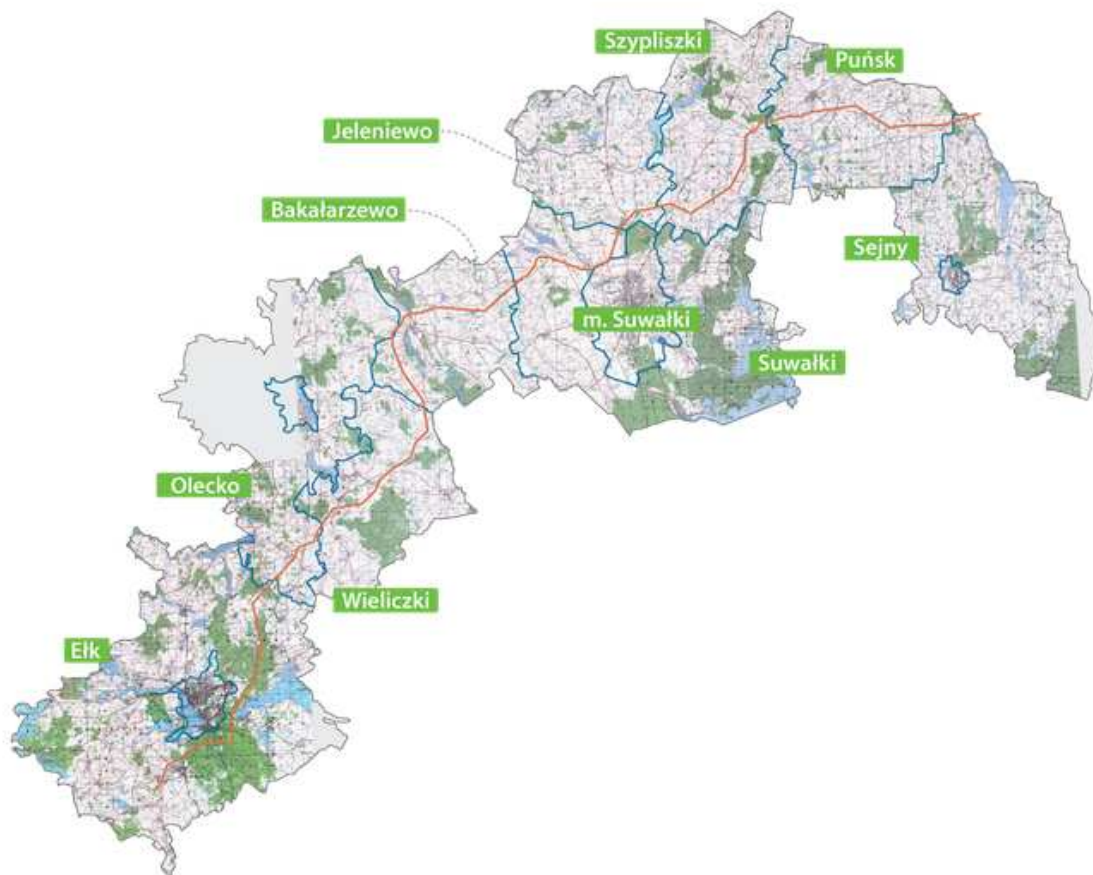 Szypliszki
Puńsk
Jeleniewo
Bakałarzewo
Sejny
m. Suwałki
Suwałki
Olecko
Wieliczki
Ełk